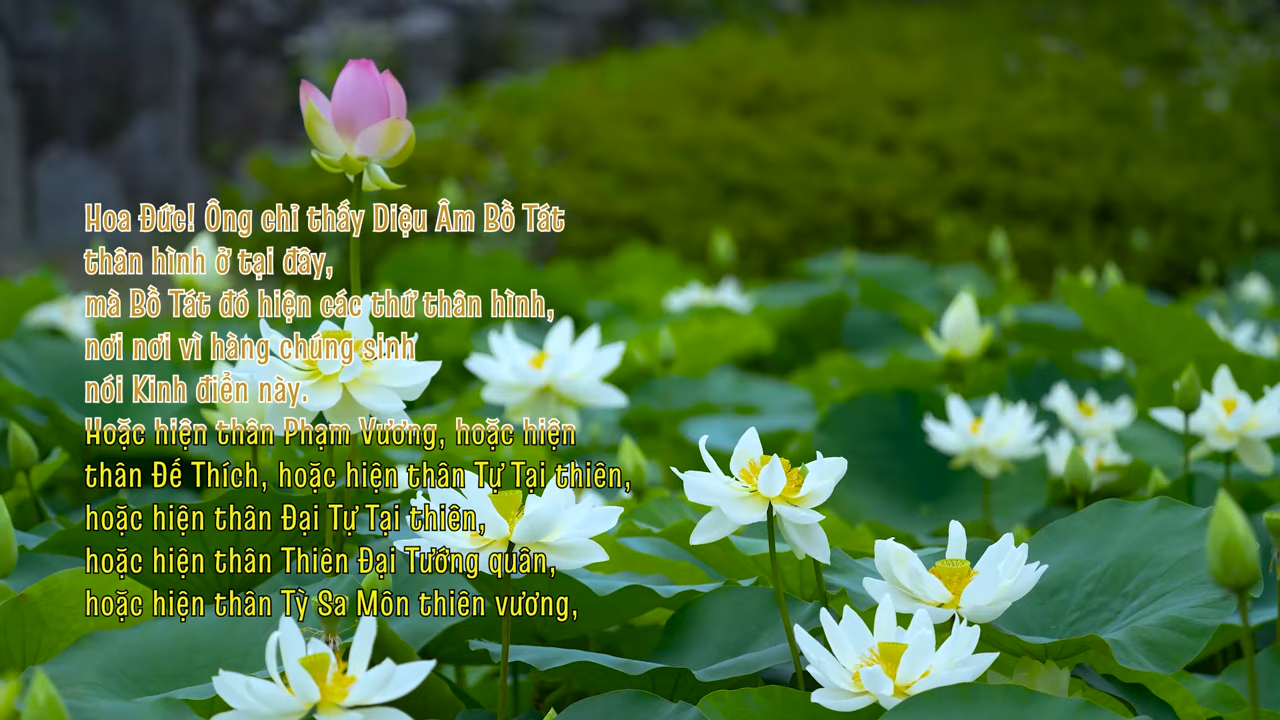 Hoa Đức! Ông chỉ thấy Diệu Âm Bồ Tát
thân hình ở tại đây,
mà Bồ Tát đó hiện các thứ thân hình,
nơi nơi vì hàng chúng sinh
nói Kinh điển này.
Hoặc hiện thân Phạm Vương, hoặc hiện
thân Đế Thích, hoặc hiện thân Tự Tại thiên,
hoặc hiện thân Đại Tự Tại thiên,
hoặc hiện thân Thiên Đại Tướng quân,
hoặc hiện thân Tỳ Sa Môn thiên vương,